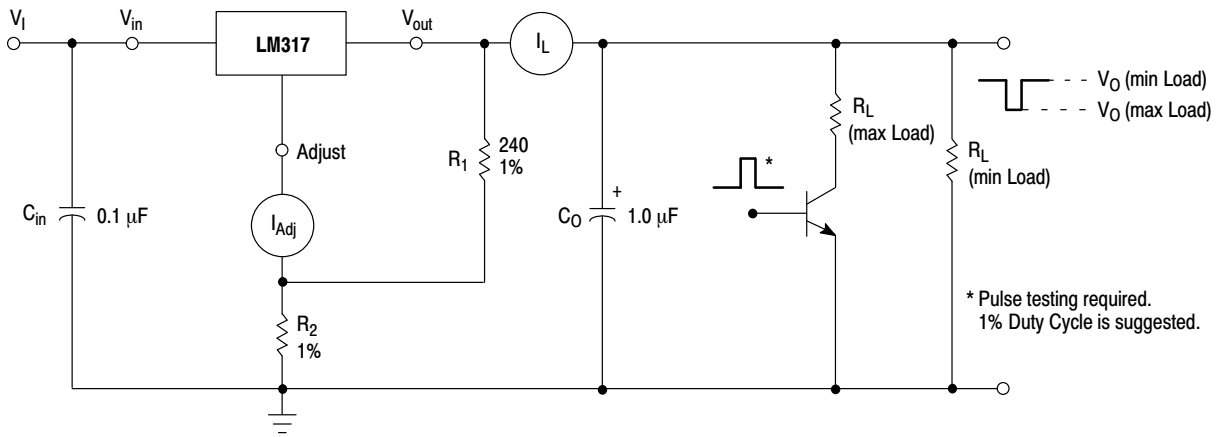 VI
Vin
LM317
Vout
IL
VO (min Load)
VO (max Load)
RL
(max Load)
Adjust
R1
240
1%
*
RL
(min Load)
Cin
0.1 μF
IAdj
+
CO
1.0 μF
R2
1%
* Pulse testing required.
1% Duty Cycle is suggested.